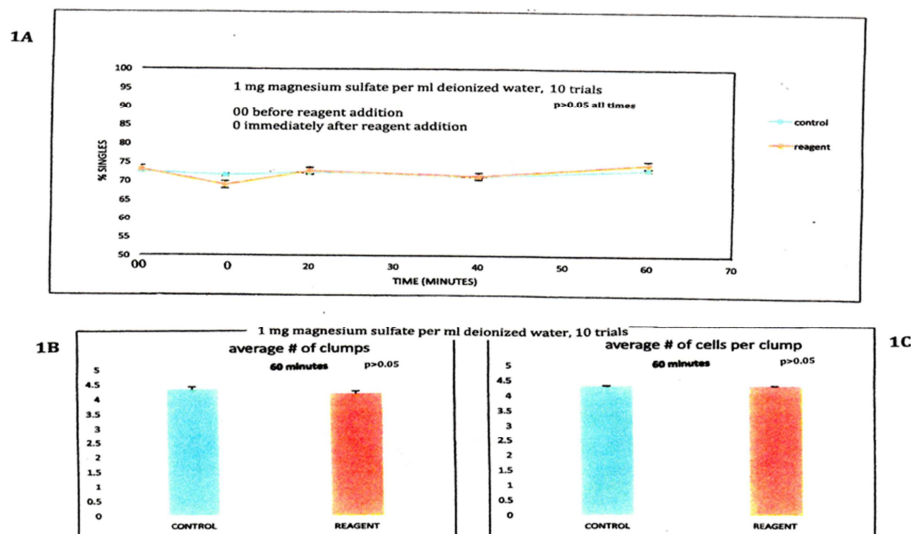 1A
100
95
90
85
80
75
70
65
60
55
50
% SINGLES
1 mg magnesium sulfate per ml deionized water, 10 trials
p>0.05 all times
00 before reagent addition
0 immediately after reagent addition
control
reagent
00 0 20 30 40 50 60 70
TIME (MINUTES)
1 mg magnesium sulfate per ml deionized water, 10 trials
1B
average # of clumps
60 minutes p>0.05
5
4.5
4
3.5
3
2.5
2
1.5
1
0.5
0
CONTROL REAGENT
1C
average # of cells per clump
60 minutes p>0.05
5
4.5
4
3.5
3
2.5
2
1.5
1
0.5
0
CONTROL REAGENT